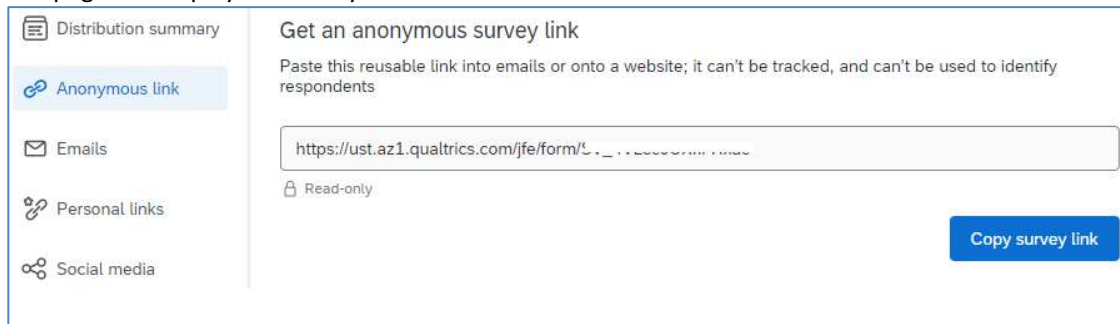 Distribution summary
Anonymous link
Emails
Personal links
Social media
Get an anonymous survey link
Paste this reusable link into emails or onto a website; it can't be tracked, and can't be used to identify
respondents
https://ust.az1.qualtrics.com/jfe/form/
Read-only
Copy survey link